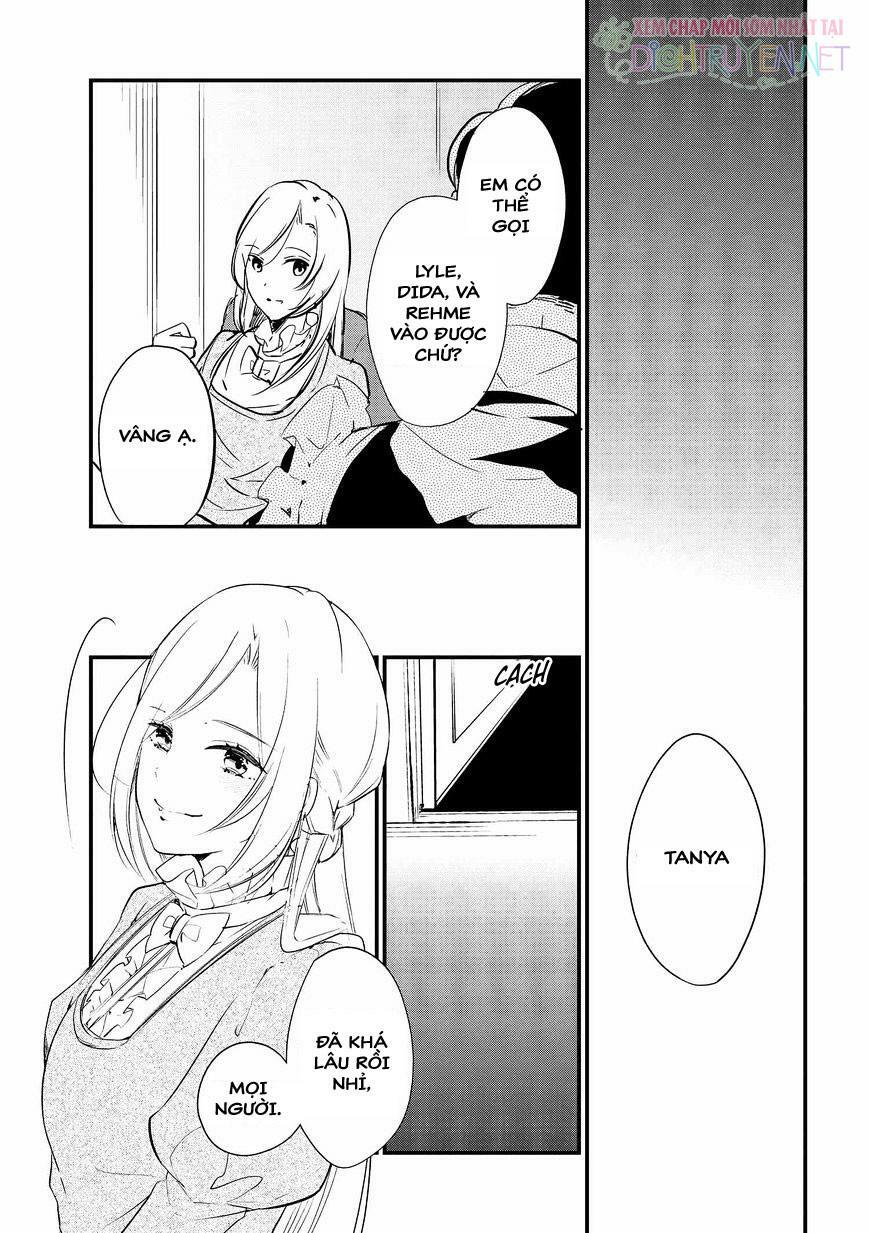 XEM CHAP MỚI SỚM NHẤT TẠI
DỊCHTRUYEN.NET
TANYA
EM CÓ
THỂ
GỌI
LYLE,
DIDA, VÀ
REHME
VÀO ĐƯỢC
CHỨ?
VÂNG Ạ.
CẠCH
ĐÃ KHÁ
LÂU RỒI
NHỈ,
MỌI
NGƯỜI.